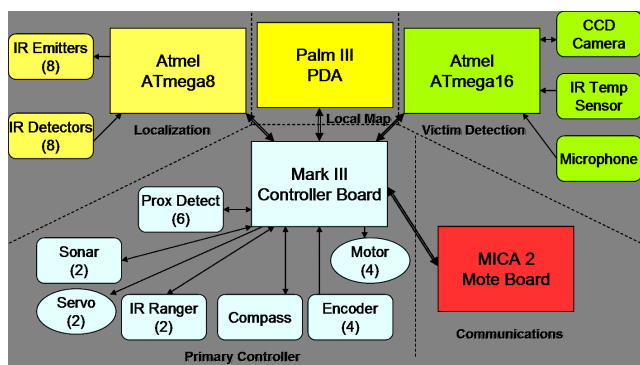 IR Emitters
(8)
Atmel
ATmega8
Palm III
PDA
Atmel
ATmega16
CCD
Camera
IR Temp
Sensor
IR Detectors
(8)
Localization
Local Map
Victim Detection
Microphone
Mark III
Controller Board
Prox Detect
(6)
Sonar
(2)
Motor
(4)
MICA 2
Mote Board
Servo
(2)
IR Ranger
(2)
Compass
Encoder
(4)
Communications
Primary Controller